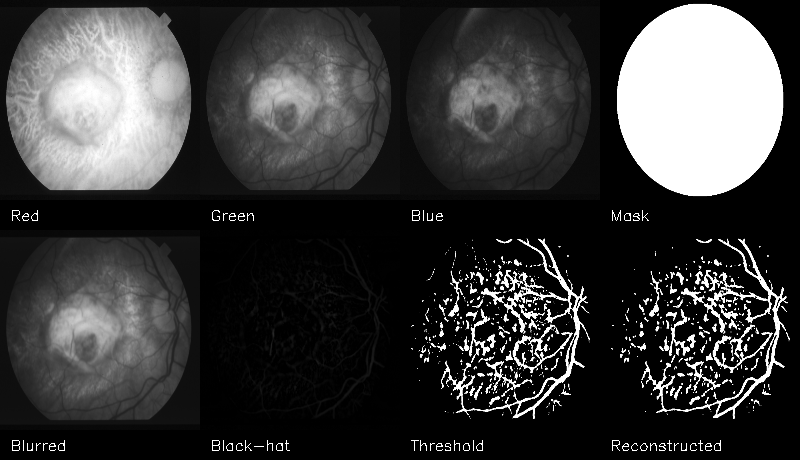 Red
Green
Blue
Mask
Blurred
Black-hat
Threshold
Reconstructed